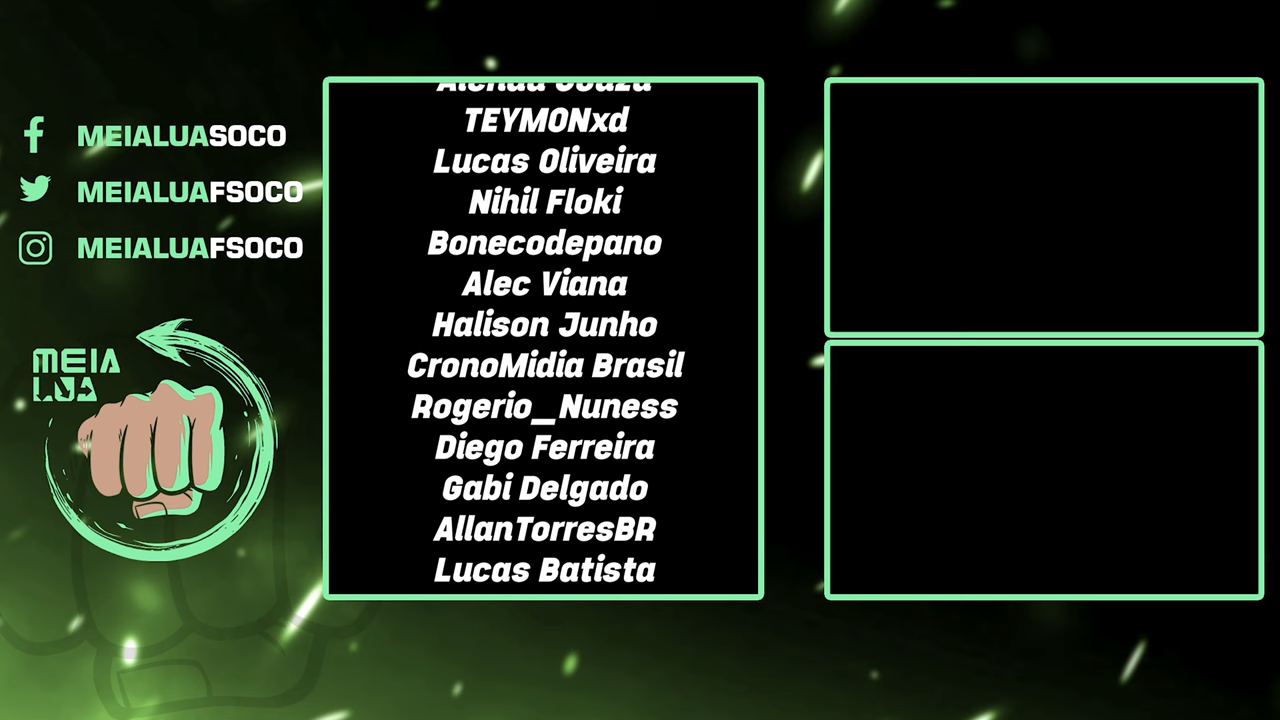 MEIALUASOCO
MEIALUAFSOCO
MEIALUAFSOCO
MEIA
LUA
TEYMONxd
Lucas Oliveira
Nihil Floki
Bonecodepano
Alec Viana
Halison Junho
CronoMidia Brasil
Rogerio_Nuness
Diego Ferreira
Gabi Delgado
AllanTorresBR
Lucas Batista